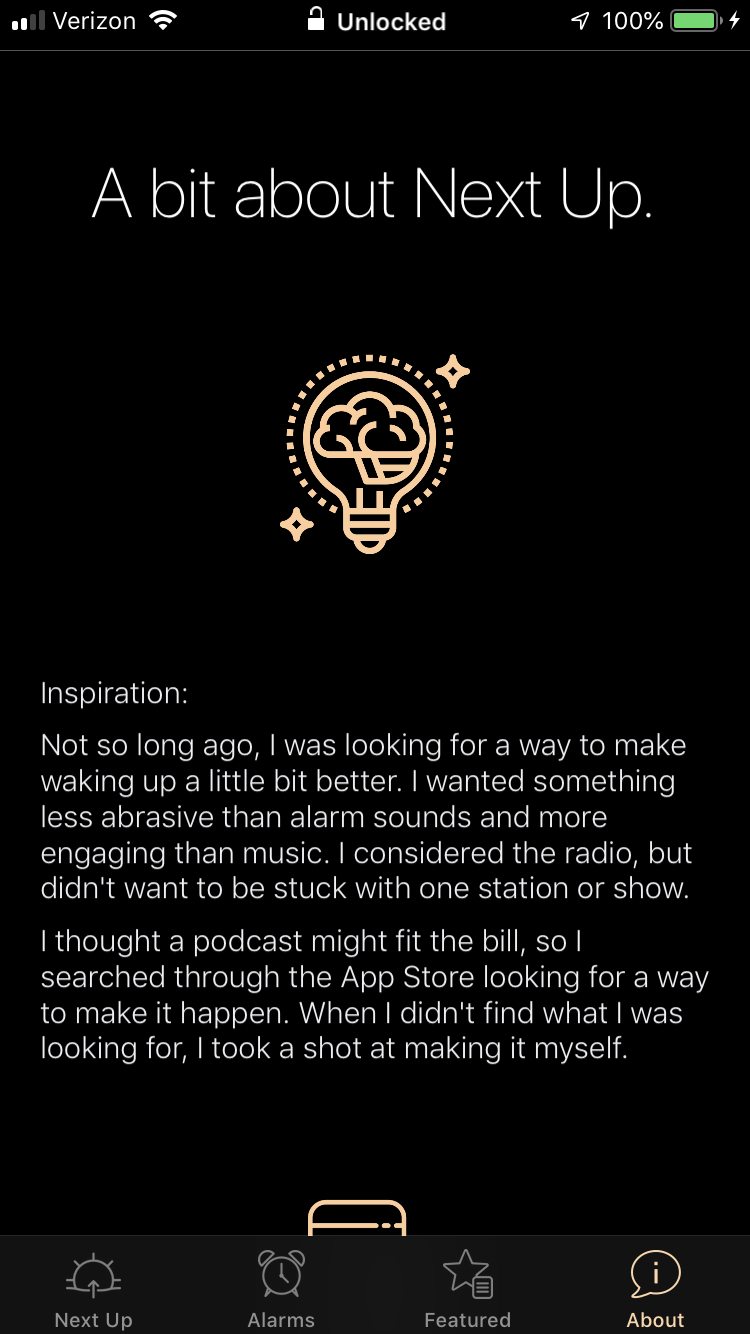 Verizon Unlocked 100%
A bit about Next Up.
Inspiration:
Not so long ago, I was looking for a way to make
waking up a little bit better. I wanted something
less abrasive than alarm sounds and more
engaging than music. I considered the radio, but
didn't want to be stuck with one station or show.
I thought a podcast might fit the bill, so I
searched through the App Store looking for a way
to make it happen. When I didn't find what I was
looking for, I took a shot at making it myself.
Next Up Alarms Featured About